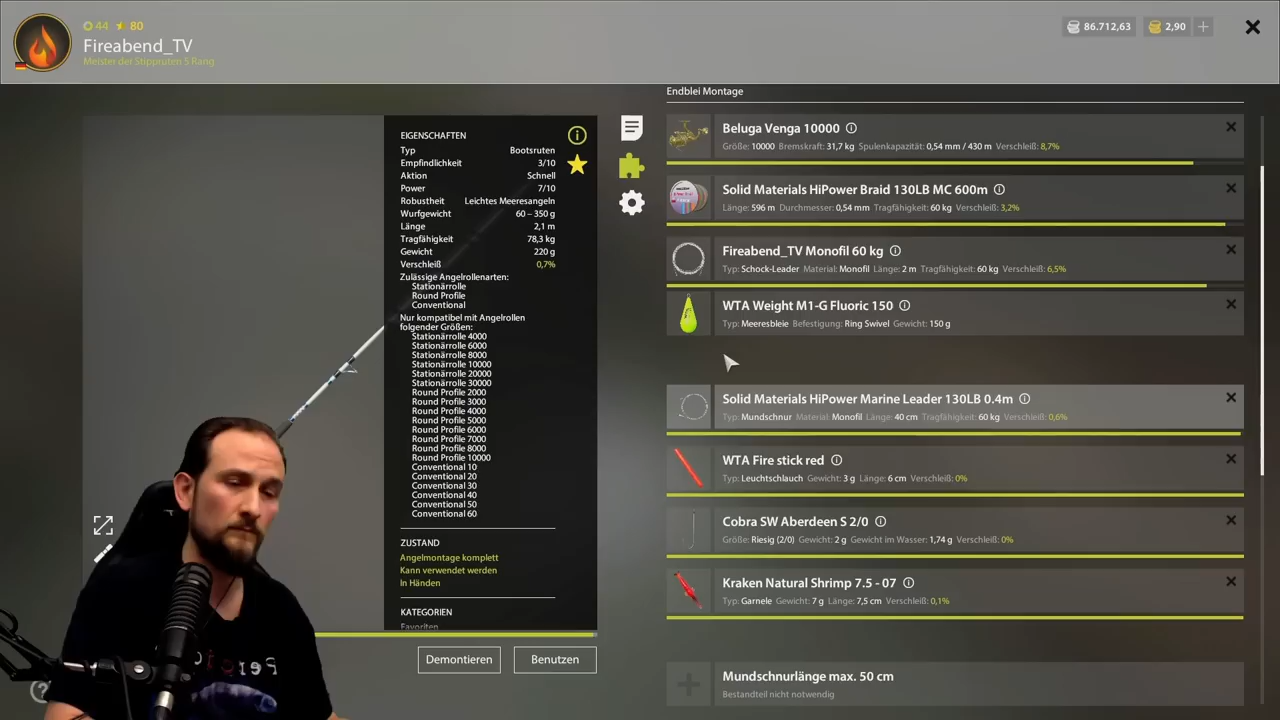 44 80
Fireabend_TV
Meister der Stippruten 5 Rang
86.712,63
2,90
Endblei Montage
EIGENSCHAFTEN
Typ Bootsruten
Empfindlichkeit 3/10
Aktion Schnell
Power 7/10
Robustheit Leichtes Meeresangeln
Wurfgewicht 60 – 350 g
Länge 2,1 m
Tragfähigkeit 78,3 kg
Gewicht 220 g
Verschleiß 0,7%
Zulässige Angelrollenarten:
Stationärrolle
Round Profile
Conventional
Nur kompatibel mit Angelrollen
folgender Größen:
Stationärrolle 4000
Stationärrolle 6000
Stationärrolle 8000
Stationärrolle 10000
Stationärrolle 20000
Stationärrolle 30000
Round Profile 2000
Round Profile 3000
Round Profile 4000
Round Profile 5000
Round Profile 6000
Round Profile 7000
Round Profile 8000
Round Profile 10000
Conventional 10
Conventional 20
Conventional 30
Conventional 40
Conventional 50
Conventional 60
ZUSTAND
Angelmontage komplett
Kann verwendet werden
In Händen
KATEGORIEN
Favoriten
Demontieren
Benutzen
Beluga Venga 10000
Größe: 10000 Bremskraft: 31,7 kg Spulenkapazität: 0,54 mm / 430 m Verschleiß: 8,7%
Solid Materials HiPower Braid 130LB MC 600m
Länge: 596 m Durchmesser: 0,54 mm Tragfähigkeit: 60 kg Verschleiß: 3,2%
Fireabend_TV Monofil 60 kg
Typ: Schock-Leader Material: Monofil Länge: 2 m Tragfähigkeit: 60 kg Verschleiß: 6,5%
WTA Weight M1-G Fluoric 150
Typ: Meeresbleie Befestigung: Ring Swivel Gewicht: 150 g
Solid Materials HiPower Marine Leader 130LB 0.4m
Typ: Mundschnur Material: Monofil Länge: 40 cm Tragfähigkeit: 60 kg Verschleiß: 0,6%
WTA Fire stick red
Typ: Leuchtschlauch Gewicht: 3 g Länge: 6 cm Verschleiß: 0%
Cobra SW Aberdeen S 2/0
Größe: Riesig (2/0) Gewicht: 2 g Gewicht im Wasser: 1,74 g Verschleiß: 0%
Kraken Natural Shrimp 7.5 - 07
Typ: Garnele Gewicht: 7 g Länge: 7,5 cm Verschleiß: 0,1%
Mundschnurlänge max. 50 cm
Bestandteil nicht notwendig